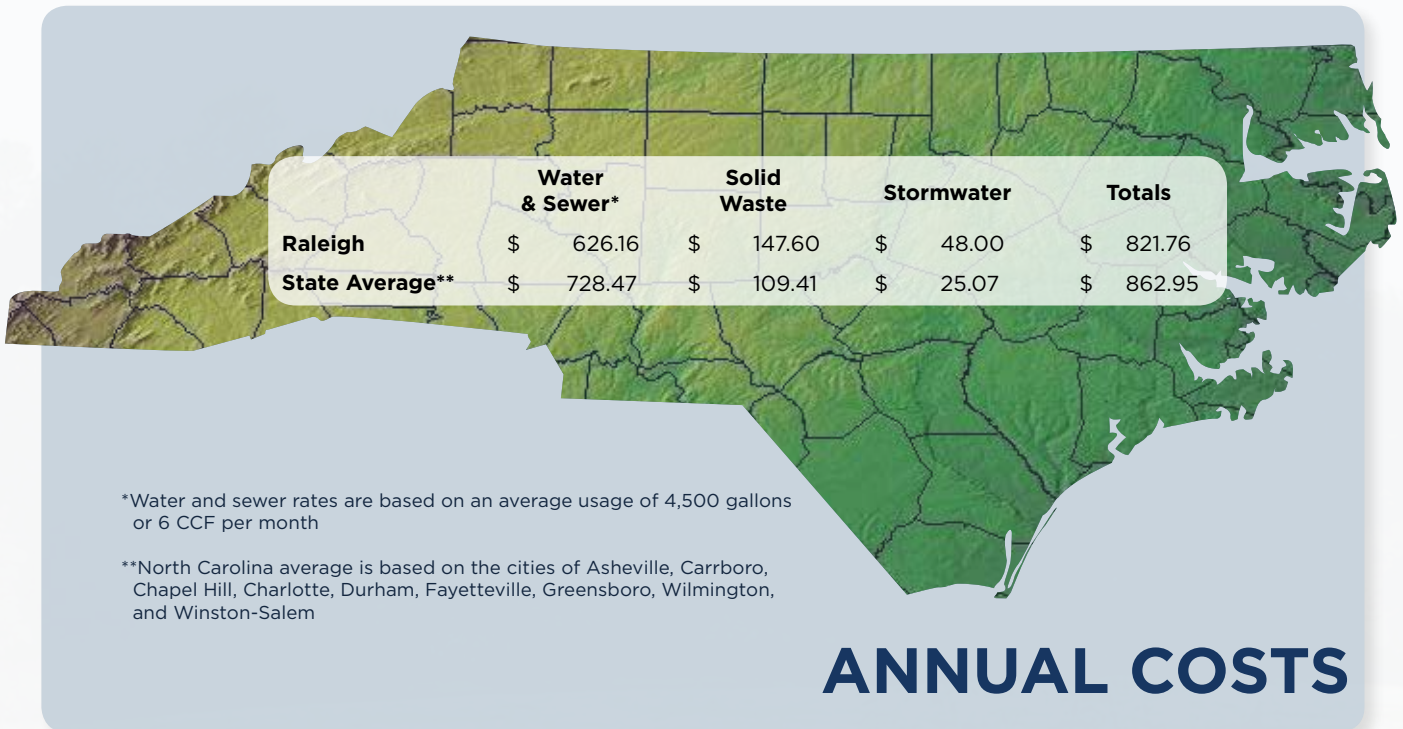 Water
& Sewer*
Solid
Waste
Stormwater
Totals
Raleigh $ 626.16 $ 147.60 $ 48.00 $ 821.76
State Average** $ 728.47 $ 109.41 $ 25.07 $ 862.95
*Water and sewer rates are based on an average usage of 4,500 gallons
or 6 CCF per month
**North Carolina average is based on the cities of Asheville, Carrboro,
Chapel Hill, Charlotte, Durham, Fayetteville, Greensboro, Wilmington,
and Winston-Salem
ANNUAL COSTS